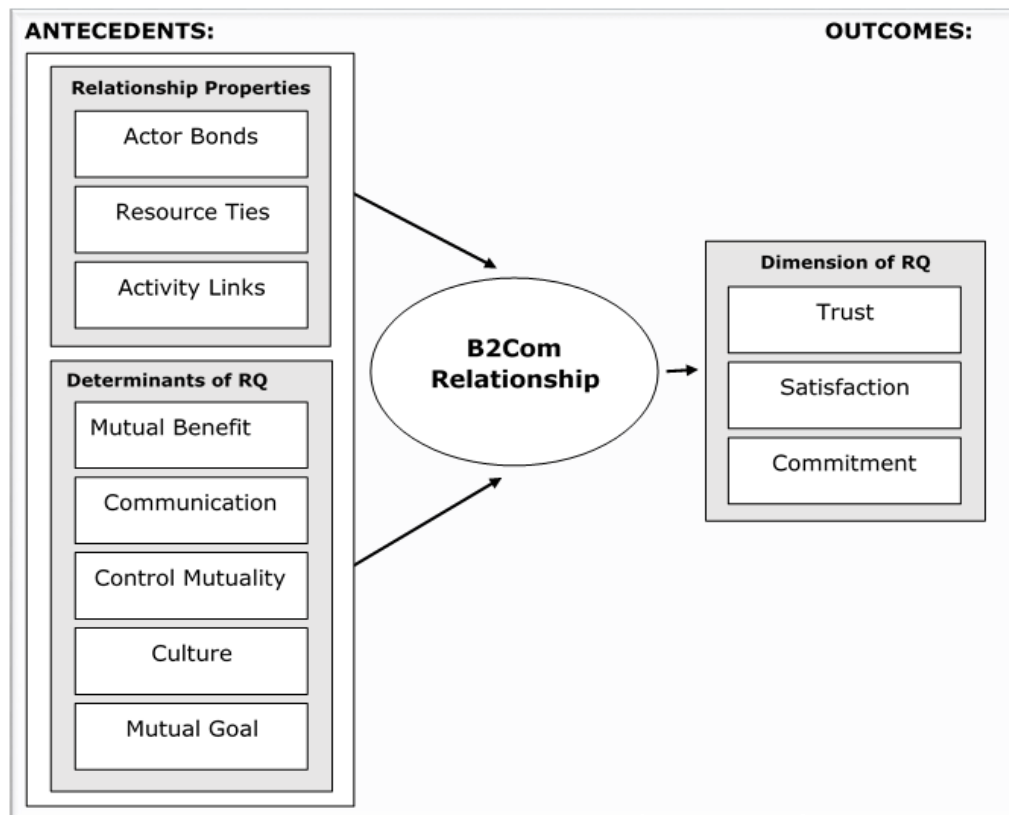 ANTECEDENTS:
OUTCOMES:
Relationship Properties
Actor Bonds
Resource Ties
Activity Links
Determinants of RQ
Mutual Benefit
Communication
Control Mutuality
Culture
Mutual Goal
B2Com
Relationship
Dimension of RQ
Trust
Satisfaction
Commitment